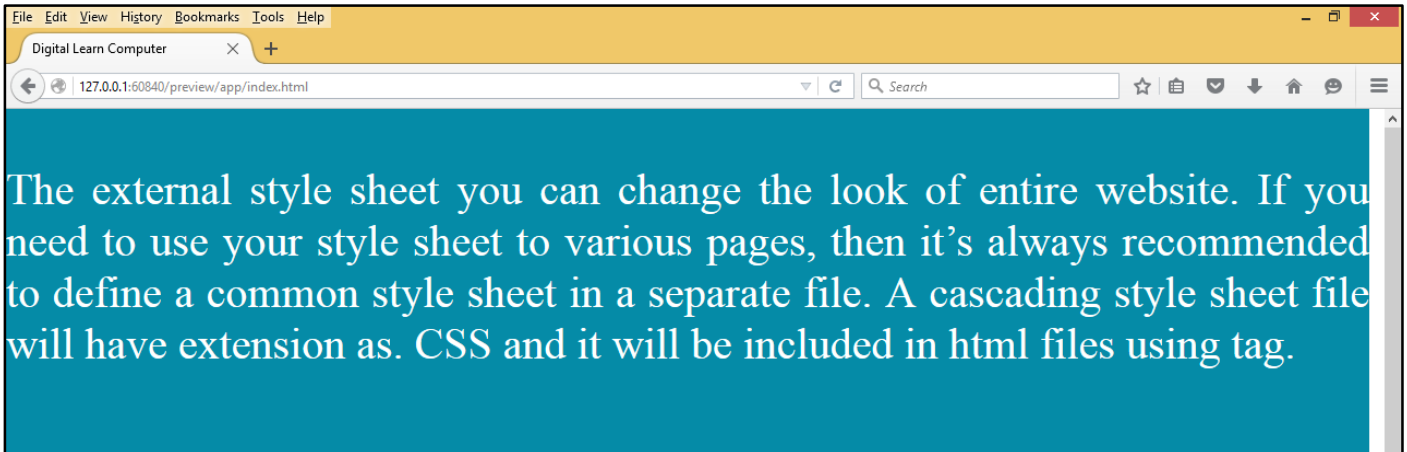 File Edit View History Bookmarks Tools Help
Digital Learn Computer
127.0.0.1:60840/preview/app/index.html
Search
The external style sheet you can change the look of entire website. If you
need to use your style sheet to various pages, then it’s always recommended
to define a common style sheet in a separate file. A cascading style sheet file
will have extension as. CSS and it will be included in html files using tag.